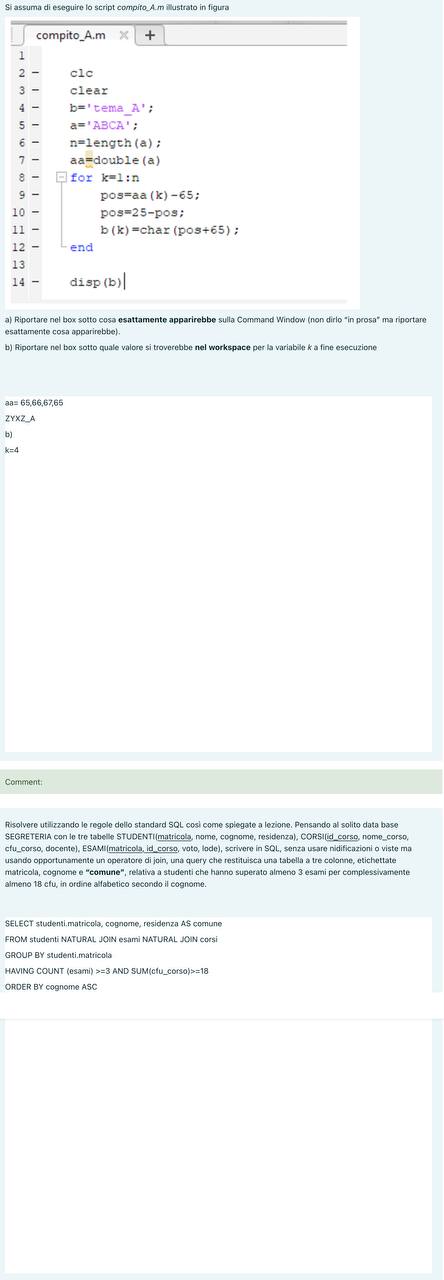 Si assuma di eseguire lo script compito_A.m illustrato in figura
compito_A.m × +
1
2 – clc
3 – clear
4 – b='tema_A';
5 – a='ABCA';
6 – n=length(a);
7 – aa=double(a)
8 – for k=1:n
9 – pos=aa(k)-65;
10 – pos=25-pos;
11 – b(k)=char(pos+65);
12 – end
13
14 – disp(b)
a) Riportare nel box sotto cosa esattamente apparirebbe sulla Command Window (non dirlo "in prosa" ma riportare
esattamente cosa apparirebbe).
b) Riportare nel box sotto quale valore si troverebbe nel workspace per la variabile k a fine esecuzione
aa= 65,66,67,65
ZYXZ_A
b)
k=4
Comment:
Risolvere utilizzando le regole dello standard SQL così come spiegate a lezione. Pensando al solito data base
SEGRETERIA con le tre tabelle STUDENTI(matricola, nome, cognome, residenza), CORSI(id_corso, nome_corso,
cfu_corso, docente), ESAMI(matricola, id_corso, voto, lode), scrivere in SQL, senza usare nidificazioni o viste ma
usando opportunamente un operatore di join, una query che restituisca una tabella a tre colonne, etichettate
matricola, cognome e "comune", relativa a studenti che hanno superato almeno 3 esami per complessivamente
almeno 18 cfu, in ordine alfabetico secondo il cognome.
SELECT studenti.matricola, cognome, residenza AS comune
FROM studenti NATURAL JOIN esami NATURAL JOIN corsi
GROUP BY studenti.matricola
HAVING COUNT (esami) >=3 AND SUM(cfu_corso)>=18
ORDER BY cognome ASC